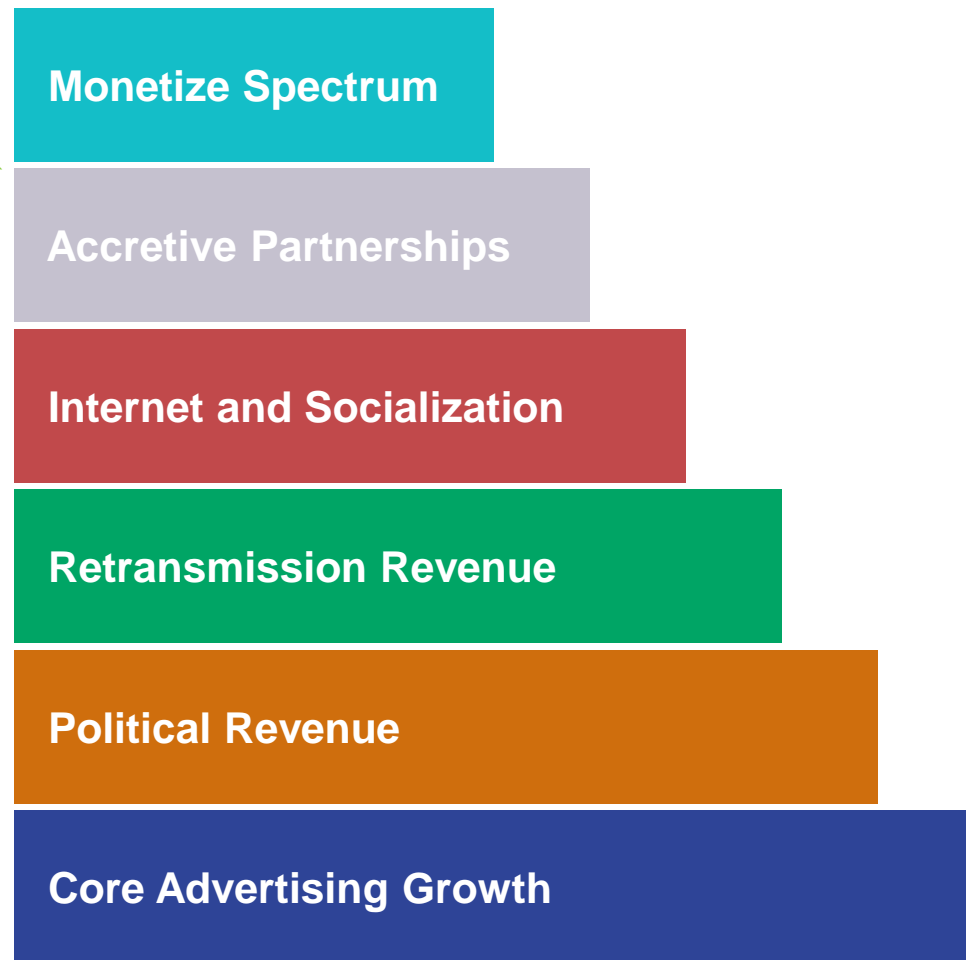 Monetize Spectrum
Accretive Partnerships
Internet and Socialization
Retransmission Revenue
Political Revenue
Core Advertising Growth